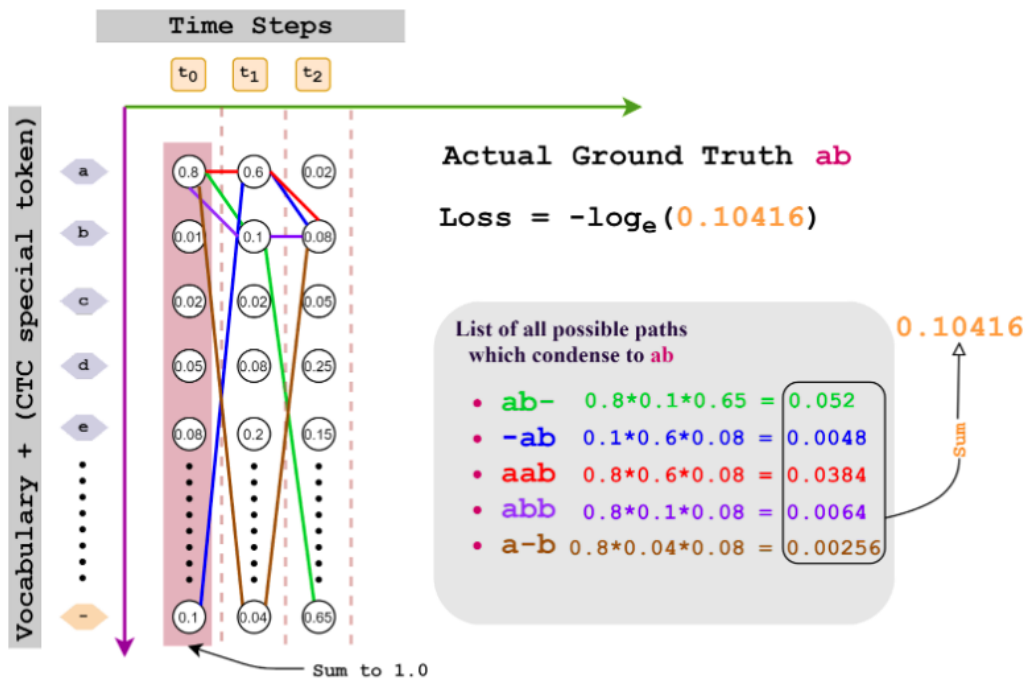 Time Steps
t0 t1 t2
Vocabulary + (CTC special token)
a 0.8 0.6 0.02
b 0.01 0.1 0.08
c 0.02 0.02 0.05
d 0.05 0.08 0.25
e 0.08 0.2 0.15
- 0.1 0.04 0.65
Sum to 1.0
Actual Ground Truth ab
Loss = -loge(0.10416)
List of all possible paths
which condense to ab
• ab- 0.8*0.1*0.65 = 0.052
• -ab 0.1*0.6*0.08 = 0.0048
• aab 0.8*0.6*0.08 = 0.0384
• abb 0.8*0.1*0.08 = 0.0064
• a-b 0.8*0.04*0.08 = 0.00256
Sum
0.10416